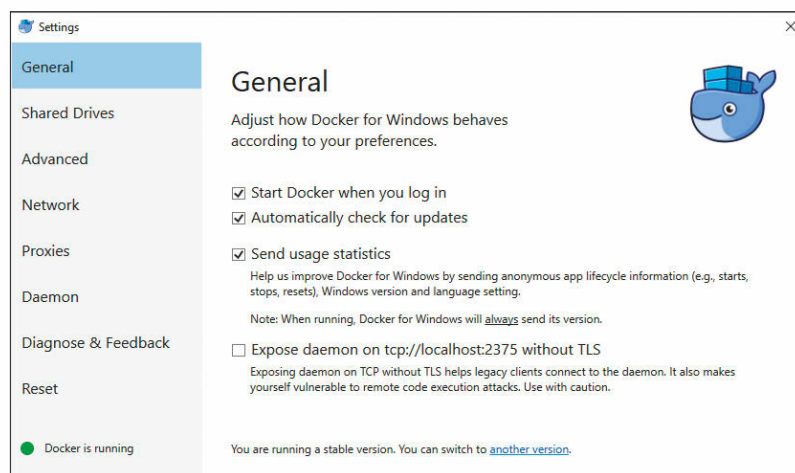 Settings
General
Shared Drives
Advanced
Network
Proxies
Daemon
Diagnose & Feedback
Reset
Docker is running
General
Adjust how Docker for Windows behaves
according to your preferences.
Start Docker when you log in
Automatically check for updates
Send usage statistics
Help us improve Docker for Windows by sending anonymous app lifecycle information (e.g., starts,
stops, resets), Windows version and language setting.
Note: When running, Docker for Windows will always send its version.
Expose daemon on tcp://localhost:2375 without TLS
Exposing daemon on TCP without TLS helps legacy clients connect to the daemon. It also makes
yourself vulnerable to remote code execution attacks. Use with caution.
You are running a stable version. You can switch to another version.